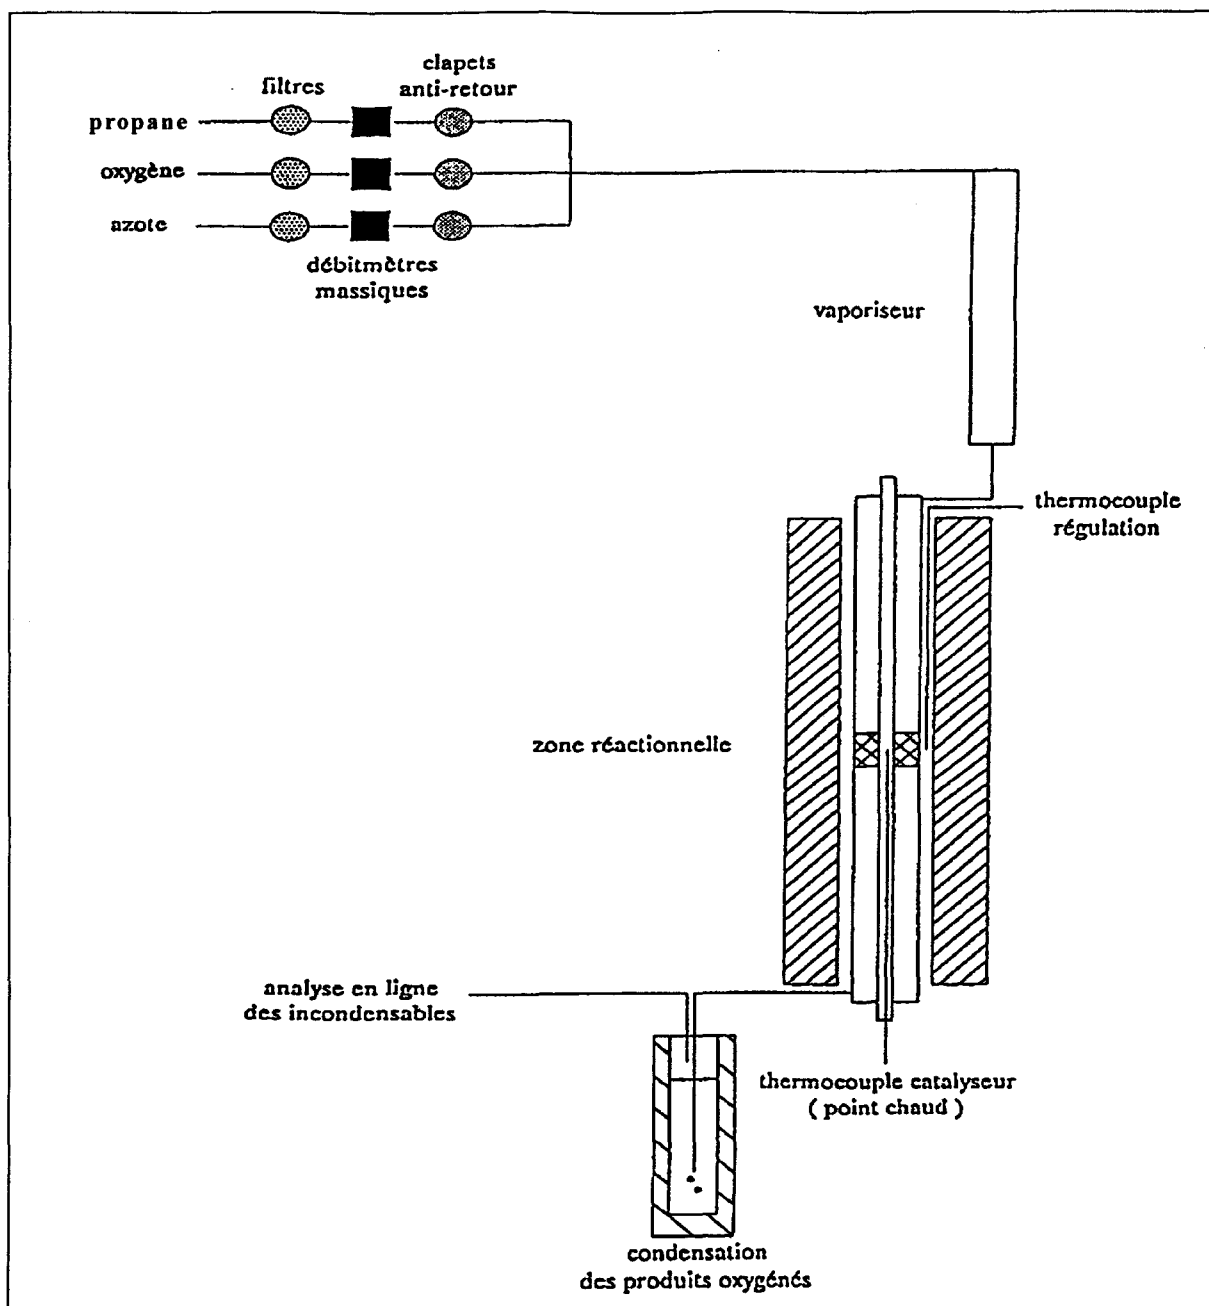 clapets
anti-retour
filtres
propane
oxygène
azote
débitmètres
massiques
vaporiseur
thermocouple
régulation
zone réactionnelle
analyse en ligne
des incondensables
thermocouple catalyseur
( point chaud )
condensation
des produits oxygénés